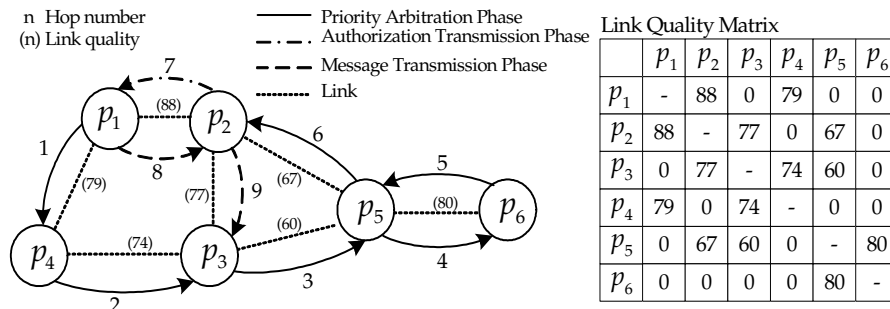 n Hop number
(n) Link quality
Priority Arbitration Phase
Authorization Transmission Phase
Message Transmission Phase
Link
7
(88)
p1
p2
1
8
6
(79)
(77)
9
(67)
5
p5
(80)
p6
(60)
p4
(74)
p3
3
4
2
Link Quality Matrix
p1 p2 p3 p4 p5 p6
p1 - 88 0 79 0 0
p2 88 - 77 0 67 0
p3 0 77 - 74 60 0
p4 79 0 74 - 0 0
p5 0 67 60 0 - 80
p6 0 0 0 0 80 -